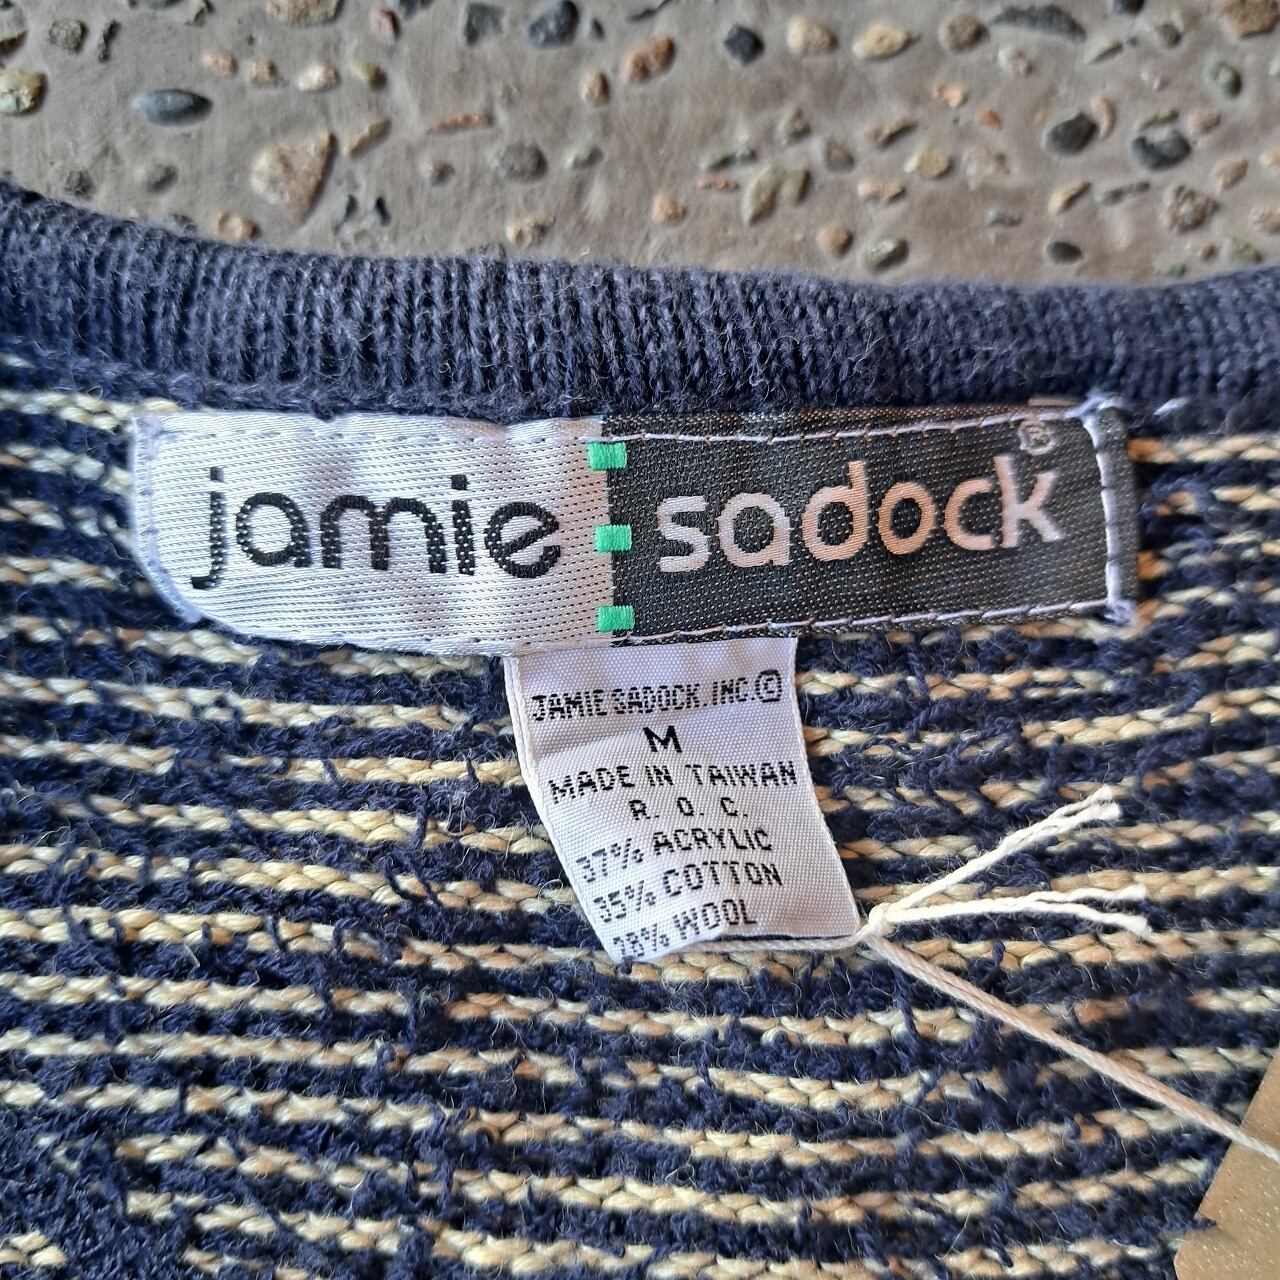 jamie sadock®
JAMIE SADOCK, INC.©
M
MADE IN TAIWAN
R. O. C.
37% ACRYLIC
35% COTTON
28% WOOL